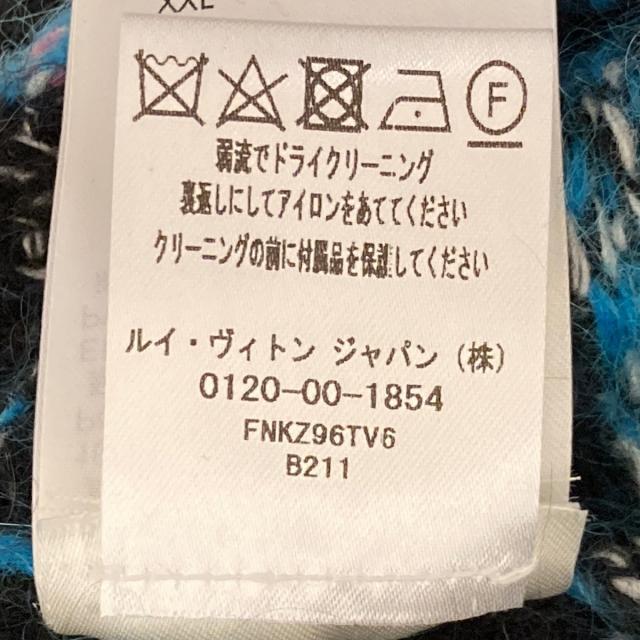 XXL
F
弱流でドライクリーニング
裏返しにしてアイロンをあててください
クリーニングの前に付属品を保護してください
ルイ・ヴィトン ジャパン (株)
0120-00-1854
FNKZ96TV6
B211